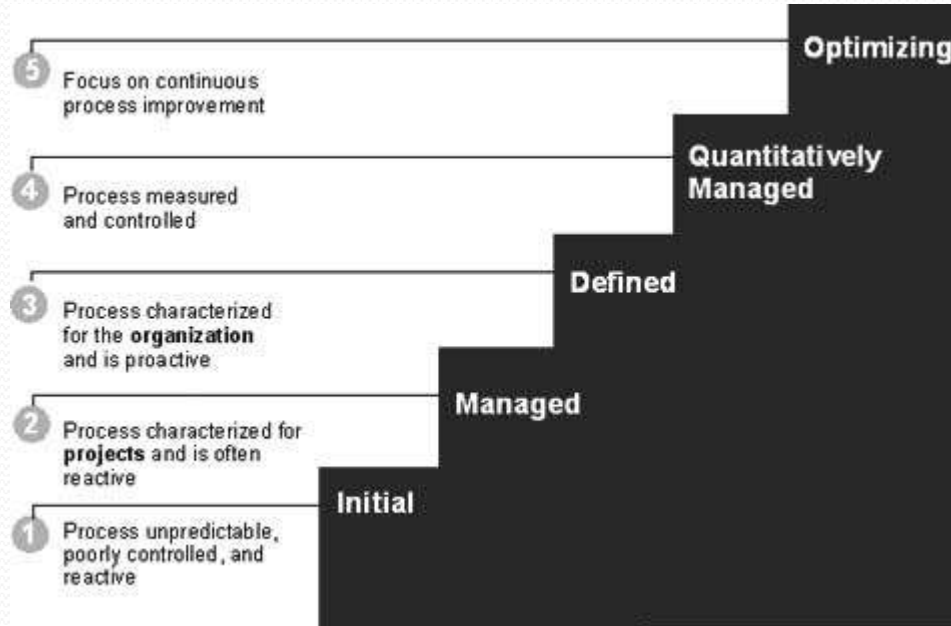 Optimizing
5
Focus on continuous
process improvement
Quantitatively
Managed
4
Process measured
and controlled
Defined
3
Process characterized
for the organization
and is proactive
Managed
2
Process characterized for
projects and is often
reactive
Initial
1
Process unpredictable,
poorly controlled, and
reactive